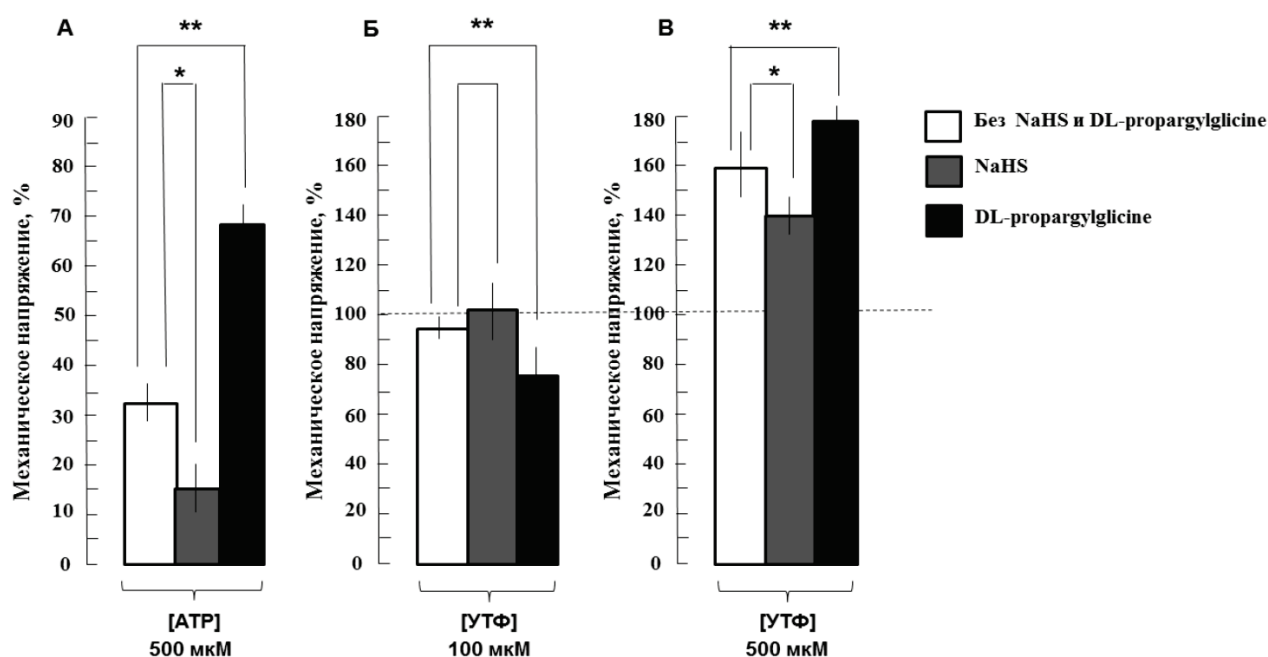 А
**
*
Механическое напряжение, %
90
80
70
60
50
40
30
20
10
0
[АТР]
500 мкМ
Б
**
Механическое напряжение, %
180
160
140
120
100
80
60
40
20
0
[УТФ]
100 мкМ
В
**
*
Механическое напряжение, %
180
160
140
120
100
80
60
40
20
0
[УТФ]
500 мкМ
Без NaHS и DL-propargylglicine
NaHS
DL-propargylglicine